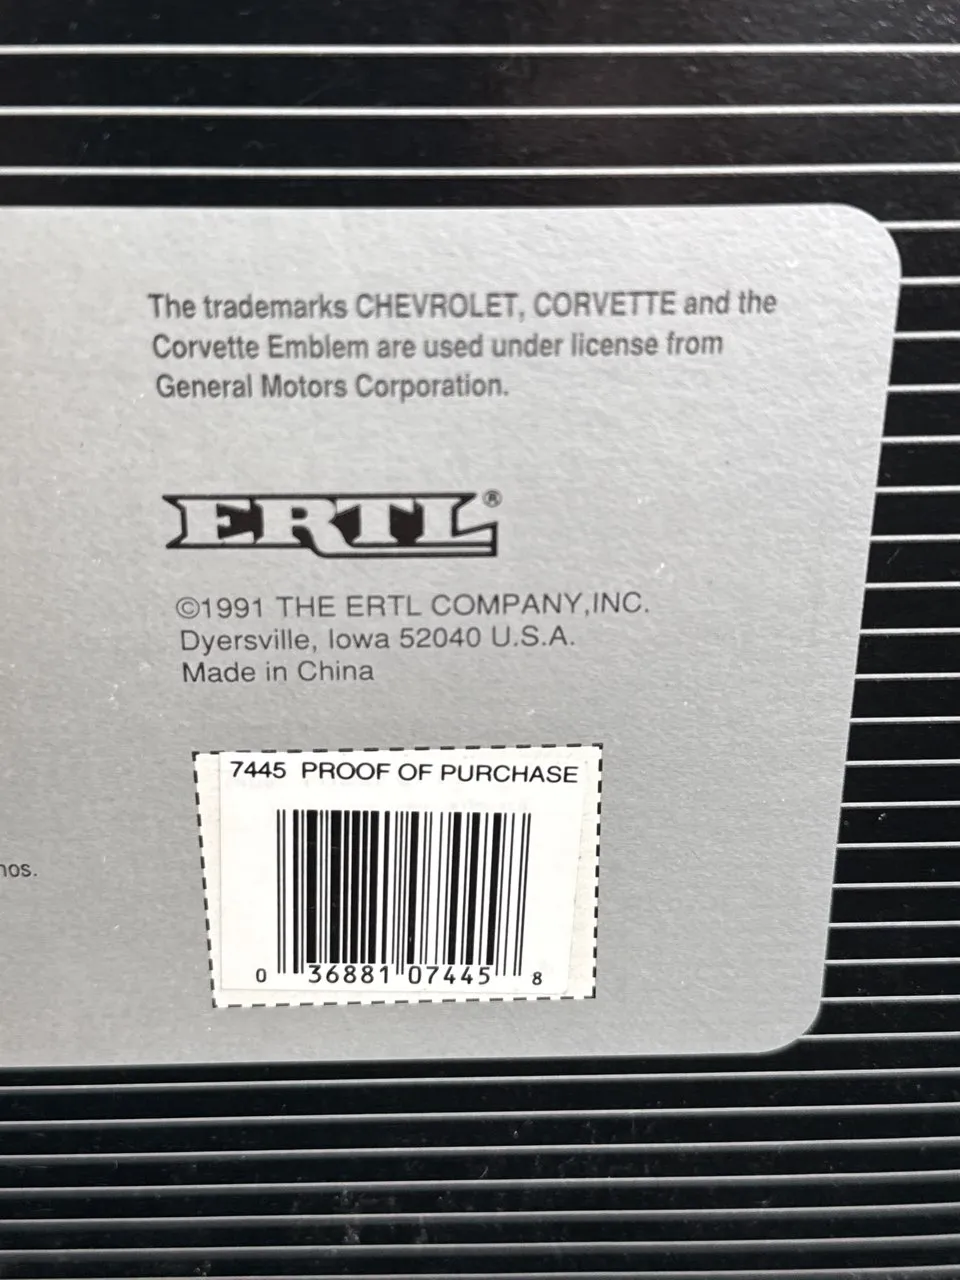 The trademarks CHEVROLET, CORVETTE and the
Corvette Emblem are used under license from
General Motors Corporation.
ERTL®
©1991 THE ERTL COMPANY,INC.
Dyersville, Iowa 52040 U.S.A.
Made in China
7445 PROOF OF PURCHASE
0 36881 07445 8